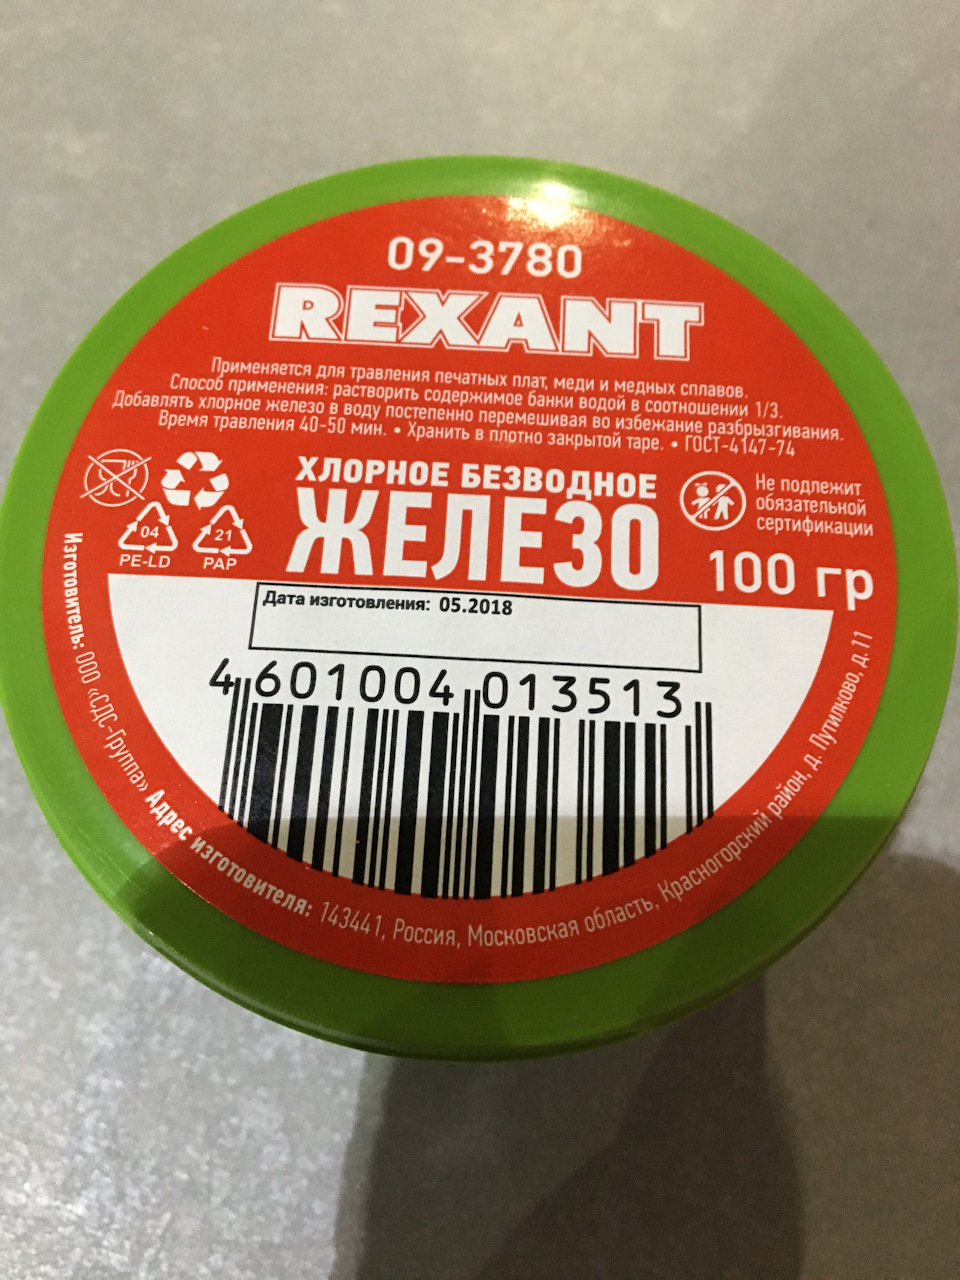 09-3780
REXANT
Применяется для травления печатных плат, меди и медных сплавов.
Способ применения: растворить содержимое банки водой в соотношении 1/3.
Добавлять хлорное железо в воду постепенно перемешивая во избежание разбрызгивания.
Время травления 40-50 мин. • Хранить в плотно закрытой таре. • ГОСТ-4147-74
04
PE-LD
21
PAP
ХЛОРНОЕ БЕЗВОДНОЕ
ЖЕЛЕЗО
Не подлежит
обязательной
сертификации
100 гр
Дата изготовления: 05.2018
4 601004 013513
Изготовитель: ООО «СДС-Группа» Адрес изготовителя: 143441, Россия, Московская область, Красногорский район, д. Путилково, д. 11